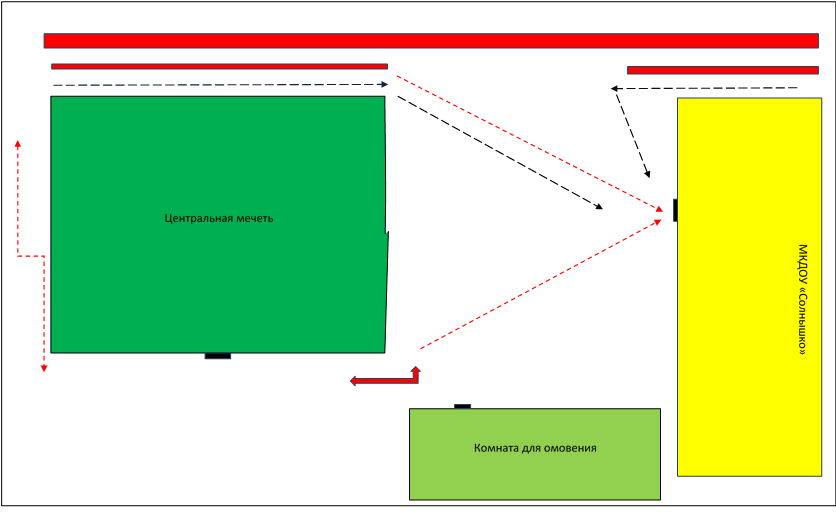 Центральная мечеть
МКДОУ «Солнышко»
Комната для омовения